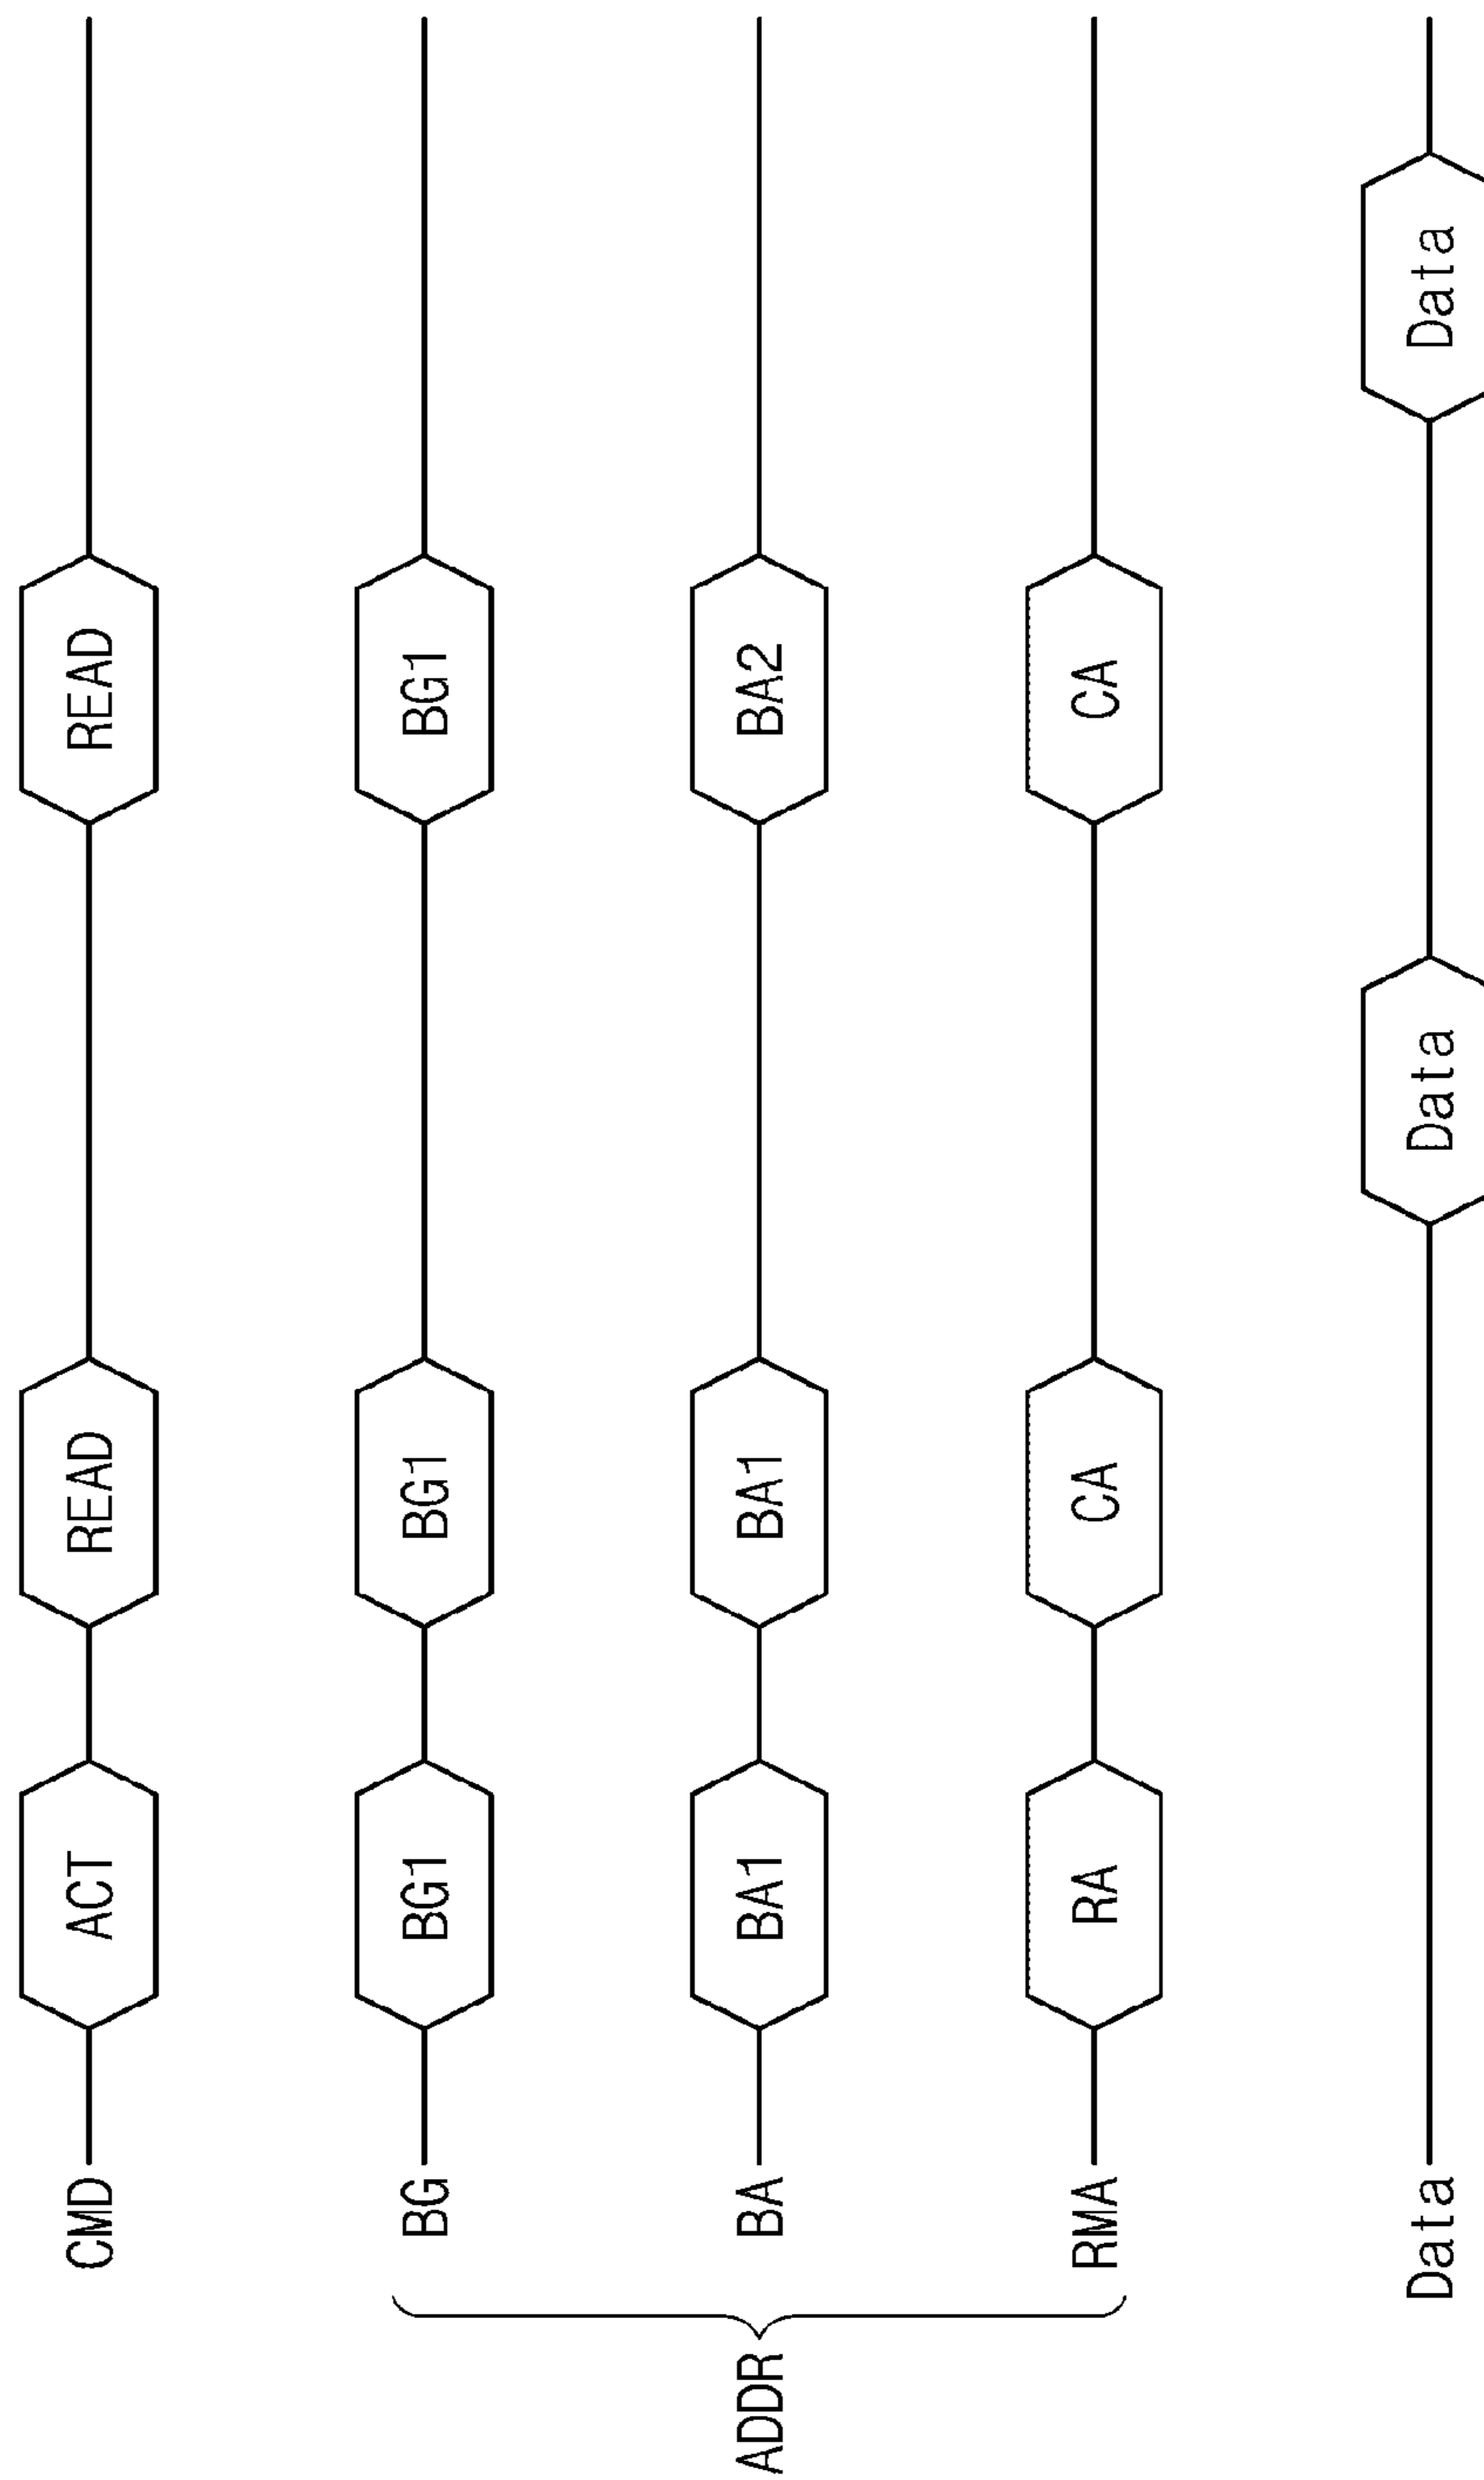 CMD ACT READ READ
BG BG1 BG1 BG1
ADDR BA BA1 BA1 BA2
RMA RA CA CA
Data Data Data